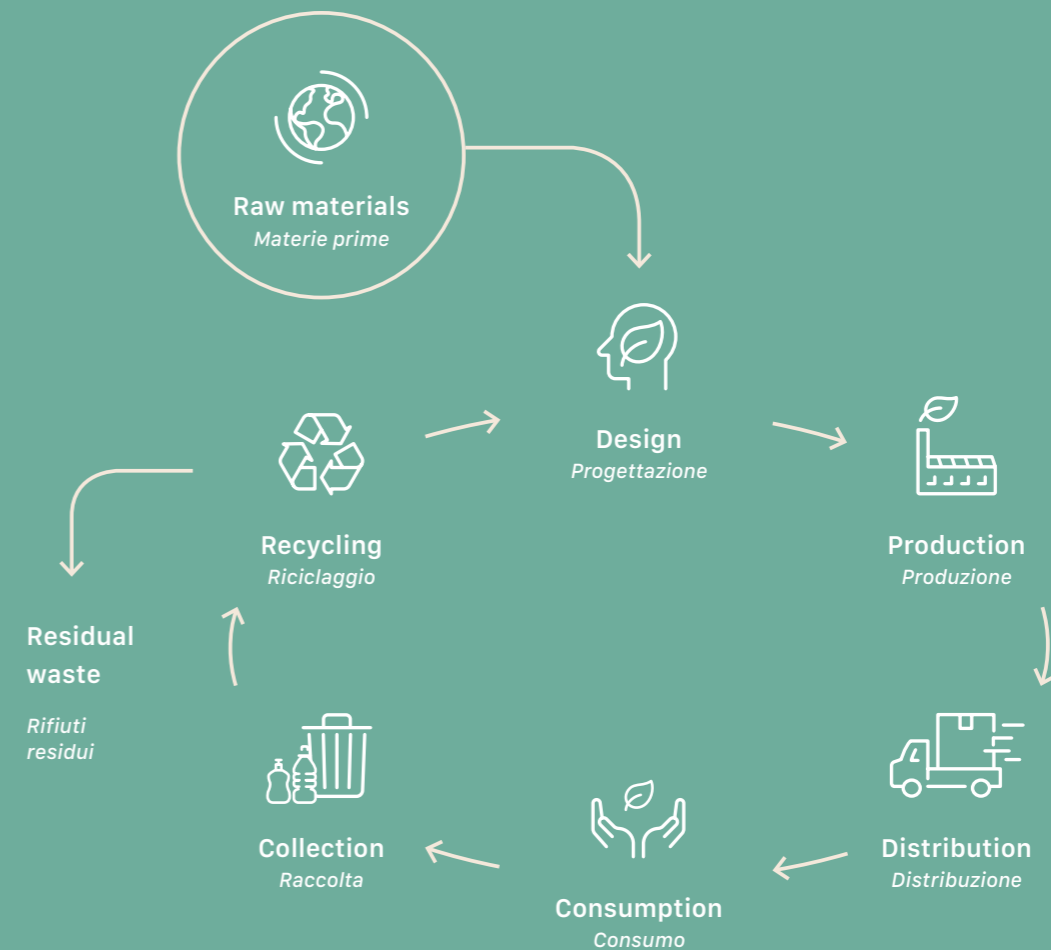 Raw materials
Materie prime
Design
Progettazione
Recycling
Riciclaggio
Production
Produzione
Residual
waste
Rifiuti
residui
Collection
Raccolta
Distribution
Distribuzione
Consumption
Consumo